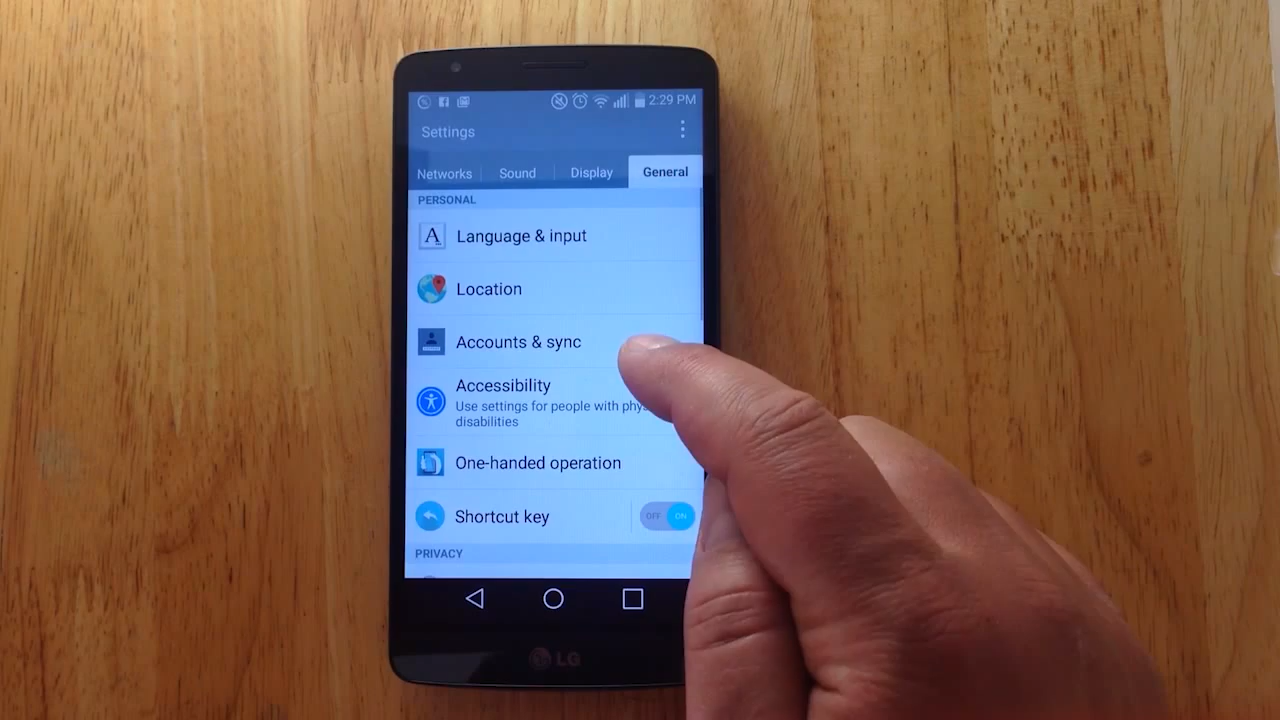 2:29 PM
Settings
Networks Sound Display General
PERSONAL
A Language & input
Location
Accounts & sync
Accessibility
Use settings for people with phys
disabilities
One-handed operation
Shortcut key OFF ON
PRIVACY
LG